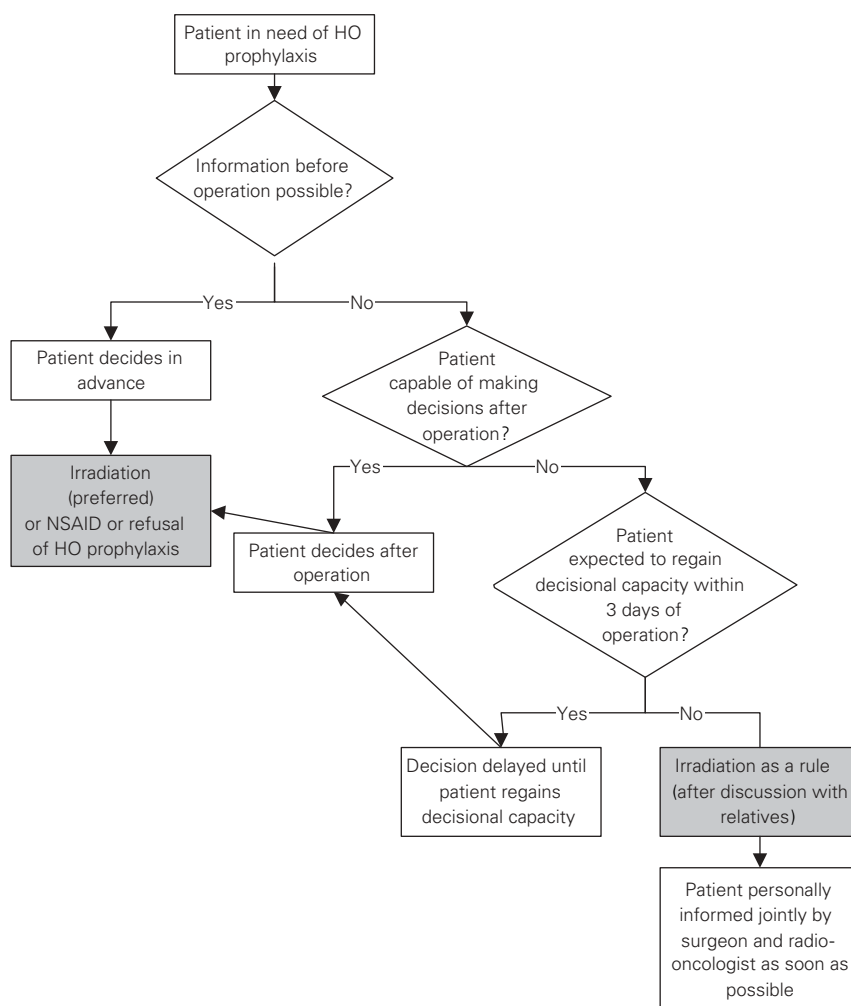 Patient in need of HO
prophylaxis
Information before
operation possible?
Yes
No
Patient decides in
advance
Patient
capable of making
decisions after
operation?
Irradiation
(preferred)
or NSAID or refusal
of HO prophylaxis
Yes
No
Patient decides after
operation
Patient
expected to regain
decisional capacity within
3 days of
operation?
Yes
No
Decision delayed until
patient regains
decisional capacity
Irradiation as a rule
(after discussion with
relatives)
Patient personally
informed jointly by
surgeon and radio-
oncologist as soon as
possible